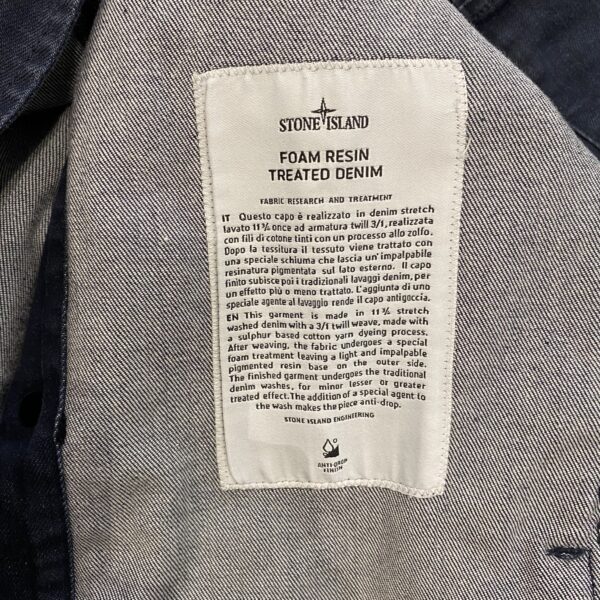 STONE ISLAND
FOAM RESIN
TREATED DENIM
FABRIC RESEARCH AND TREATMENT
IT Questo capo è realizzato in denim stretch
lavato 11 ¾ once ad armatura twill 3/1, realizzata
con fili di cotone tinti con un processo allo zolfo.
Dopo la tessitura il tessuto viene trattato con
una speciale schiuma che lascia un'impalpabile
resinatura pigmentata sul lato esterno. Il capo
finito subisce poi i tradizionali lavaggi denim, per
un effetto più o meno trattato. L'aggiunta di uno
speciale agente al lavaggio rende il capo antigoccia.
EN This garment is made in 11 ¾ stretch
washed denim with a 3/1 twill weave, made with
a sulphur based cotton yarn dyeing process.
After weaving, the fabric undergoes a special
foam treatment leaving a light and impalpable
pigmented resin base on the outer side.
The finished garment undergoes the traditional
denim washes, for minor lesser or greater
treated effect. The addition of a special agent to
the wash makes the piece anti-drop.
STONE ISLAND ENGINEERING
ANTI-DROP